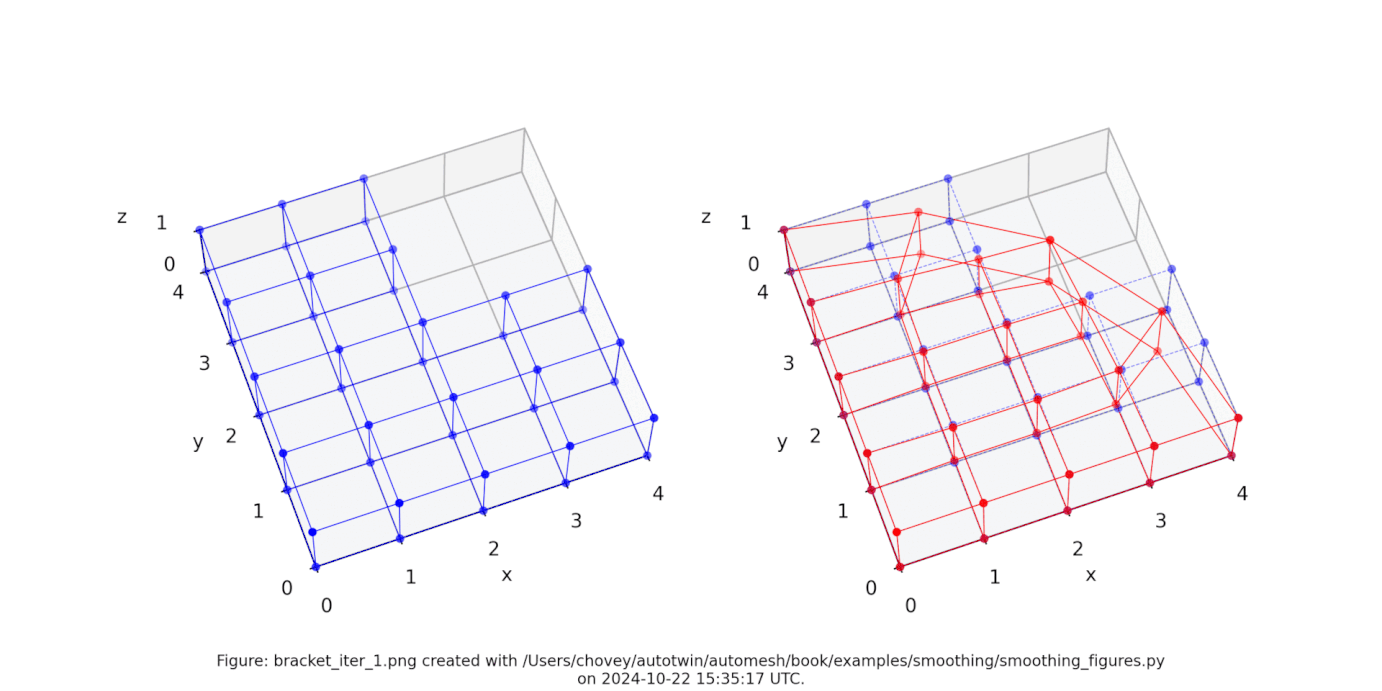 z 1
0
4
3
y 2
1
0
0
1
x
2
3
4
z 1
0
4
3
y 2
1
0
0
1
x
2
3
4
Figure: bracket_iter_1.png created with /Users/chovey/autotwin/automesh/book/examples/smoothing/smoothing_figures.py
on 2024-10-22 15:35:17 UTC.